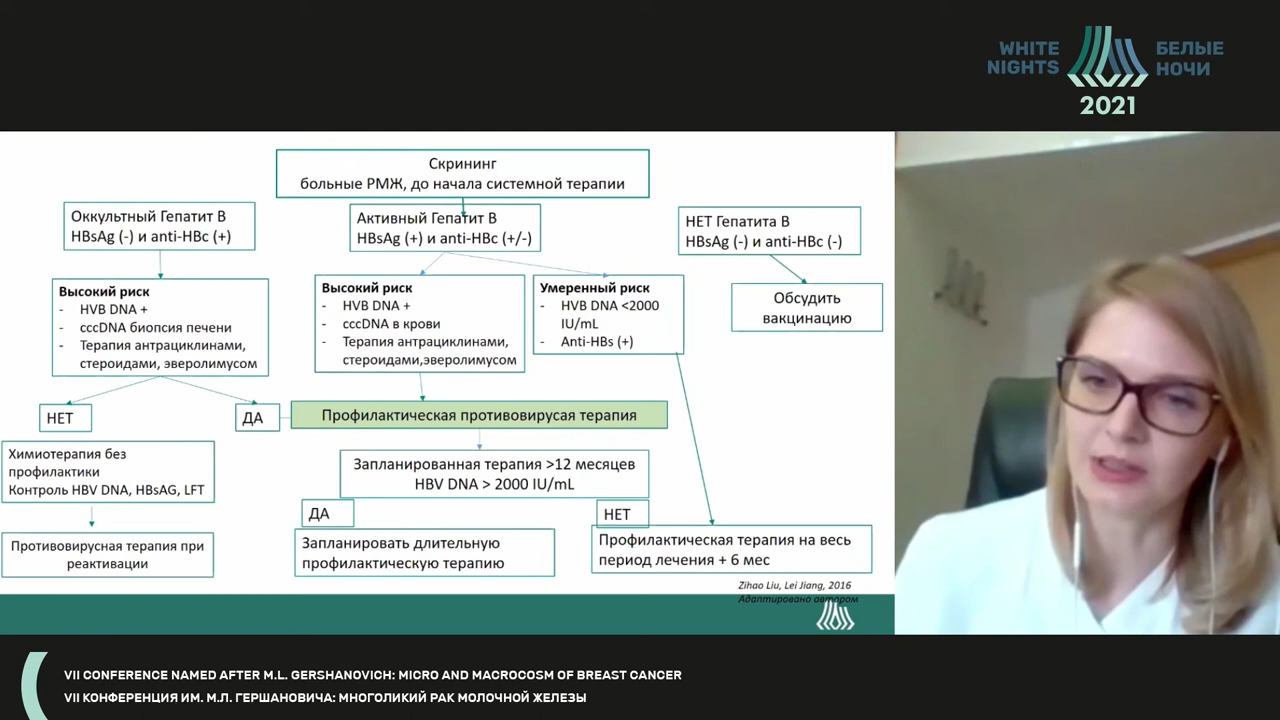 WHITE
NIGHTS
БЕЛЫЕ
НОЧИ
2021
Скрининг
больные РМЖ, до начала системной терапии
Оккультный Гепатит В
HBsAg (-) и anti-HBc (+)
Активный Гепатит В
HBsAg (+) и anti-HBc (+/-)
НЕТ Гепатита В
HBsAg (-) и anti-HBc (-)
Высокий риск
- HVB DNA +
- cccDNA биопсия печени
- Терапия антрациклинами,
стероидами, эверолимусом
Высокий риск
- HVB DNA +
- cccDNA в крови
- Терапия антрациклинами,
стероидами,эверолимусом
Умеренный риск
- HVB DNA <2000
IU/mL
- Anti-HBs (+)
Обсудить
вакцинацию
НЕТ
ДА
Профилактическая противовирусая терапия
Химиотерапия без
профилактики
Контроль HBV DNA, HBsAG, LFT
Запланированная терапия >12 месяцев
HBV DNA > 2000 IU/mL
ДА
НЕТ
Противовирусная терапия при
реактивации
Запланировать длительную
профилактическую терапию
Профилактическая терапия на весь
период лечения + 6 мес
Zihao Liu, Lei Jiang, 2016
Адаптировано автором
VII CONFERENCE NAMED AFTER M.L. GERSHANOVICH: MICRO AND MACROCOSM OF BREAST CANCER
VII КОНФЕРЕНЦИЯ ИМ. М.Л. ГЕРШАНОВИЧА: МНОГОЛИКИЙ РАК МОЛОЧНОЙ ЖЕЛЕЗЫ